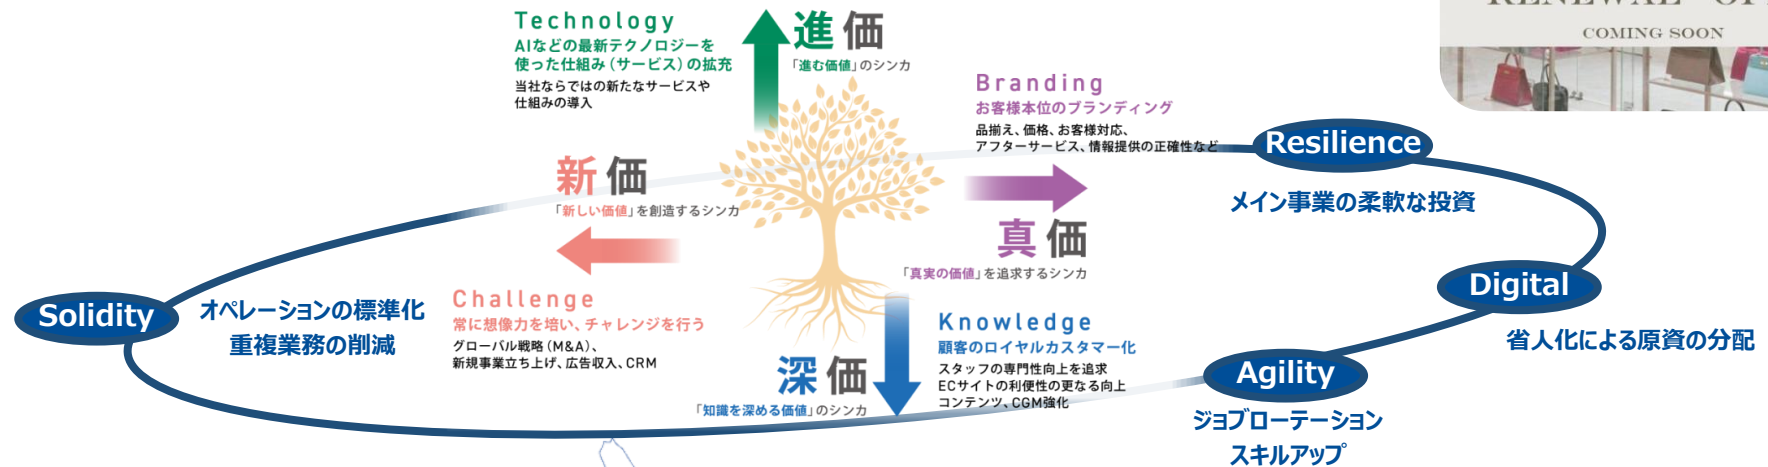 Technology
AIなどの最新テクノロジーを
使った仕組み（サービス）の拡充
当社ならではの新たなサービスや
仕組みの導入
進価
「進む価値」のシンカ
RENEWAL
COMING SOON
Branding
お客様本位のブランディング
品揃え、価格、お客様対応、
アフターサービス、情報提供の正確性など
Resilience
メイン事業の柔軟な投資
新価
「新しい価値」を創造するシンカ
真価
「真実の価値」を追求するシンカ
Solidity
オペレーションの標準化
重複業務の削減
Challenge
常に想像力を培い、チャレンジを行う
グローバル戦略（M&A）、
新規事業立ち上げ、広告収入、CRM
Digital
省人化による原資の分配
Knowledge
顧客のロイヤルカスタマー化
スタッフの専門性向上を追求
ECサイトの利便性の更なる向上
コンテンツ、CGM強化
深価
「知識を深める価値」のシンカ
Agility
ジョブローテーション
スキルアップ